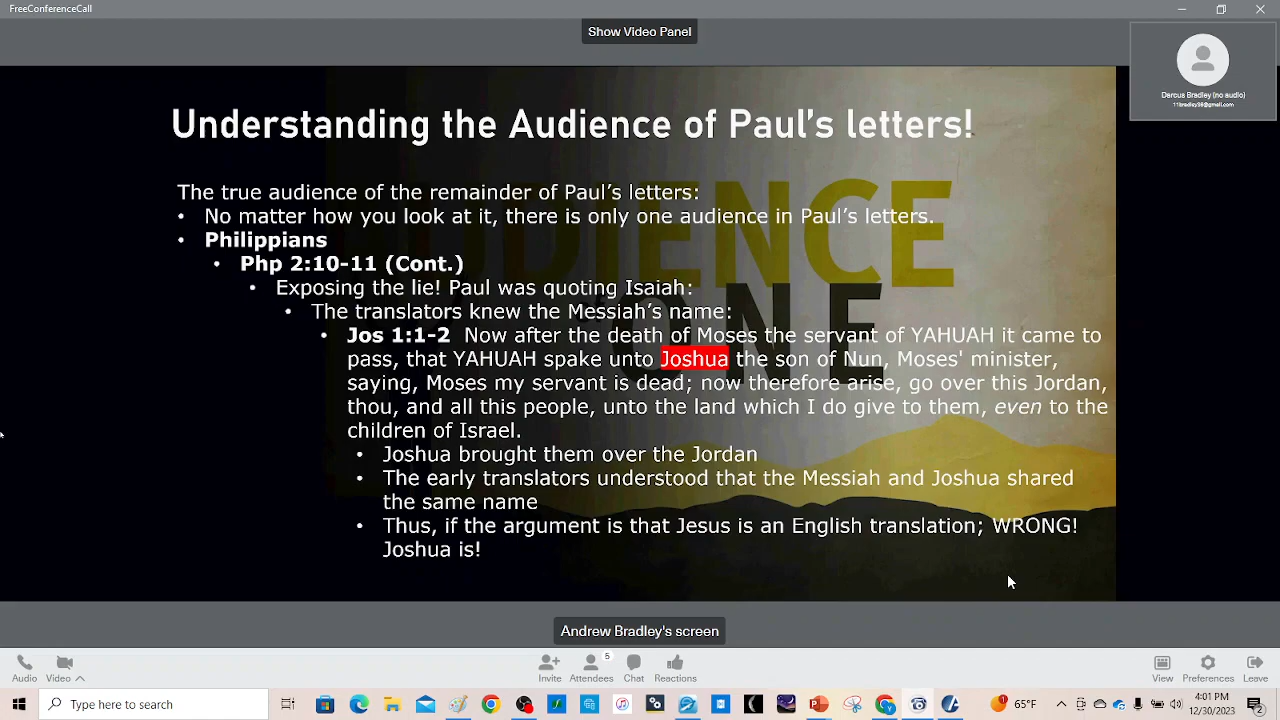 FreeConferenceCall
Show Video Panel
Dercus Bradley (no audio)
Understanding the Audience of Paul's letters!
The true audience of the remainder of Paul's letters:
• No matter how you look at it, there is only one audience in Paul's letters.
• Philippians
• Php 2:10-11 (Cont.)
• Exposing the lie! Paul was quoting Isaiah:
• The translators knew the Messiah's name:
• Jos 1:1-2 Now after the death of Moses the servant of YAHUAH it came to
pass, that YAHUAH spake unto Joshua the son of Nun, Moses' minister,
saying, Moses my servant is dead; now therefore arise, go over this Jordan,
thou, and all this people, unto the land which I do give to them, even to the
children of Israel.
• Joshua brought them over the Jordan
• The early translators understood that the Messiah and Joshua shared
the same name
• Thus, if the argument is that Jesus is an English translation; WRONG!
Joshua is!
AUDIENCE
ONE
Andrew Bradley's screen
Audio
Video
Invite
5
Attendees
Chat
Reactions
View
Preferences
Leave
Type here to search
65°F
4:01 PM
12/30/2023
2